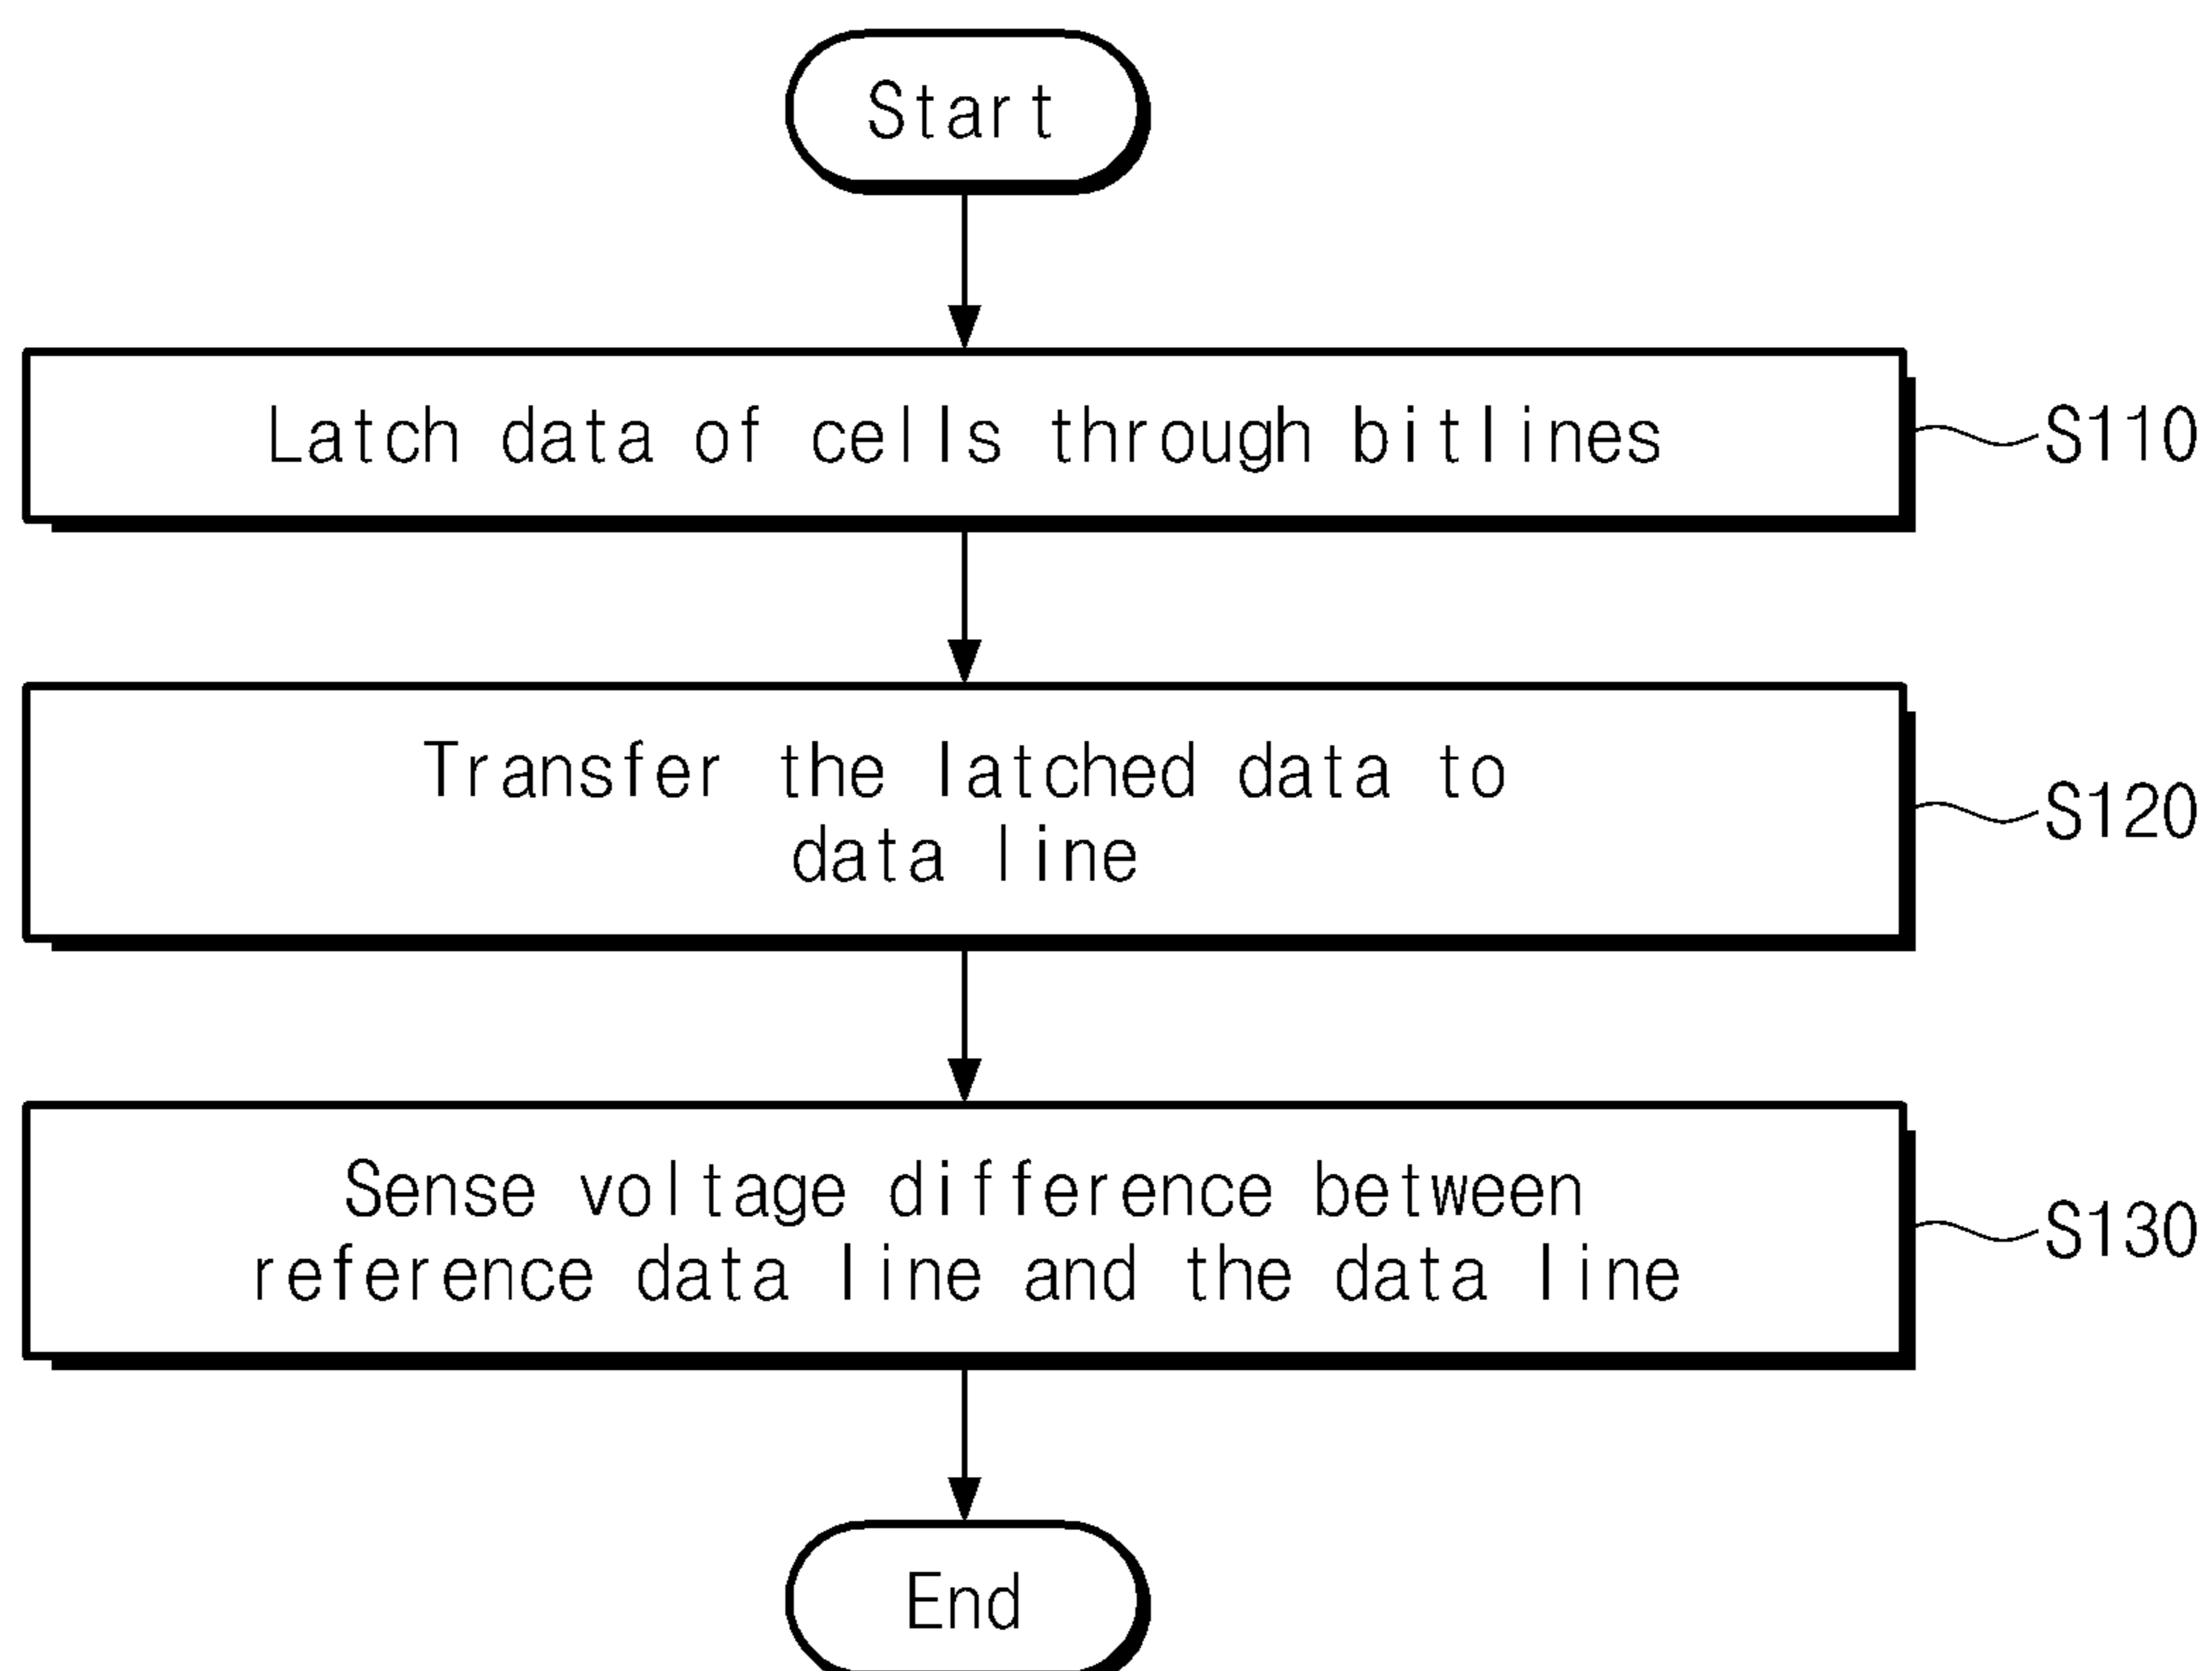 Start
Latch data of cells through bitlines
S110
Transfer the latched data to
data line
S120
Sense voltage difference between
reference data line and the data line
S130
End